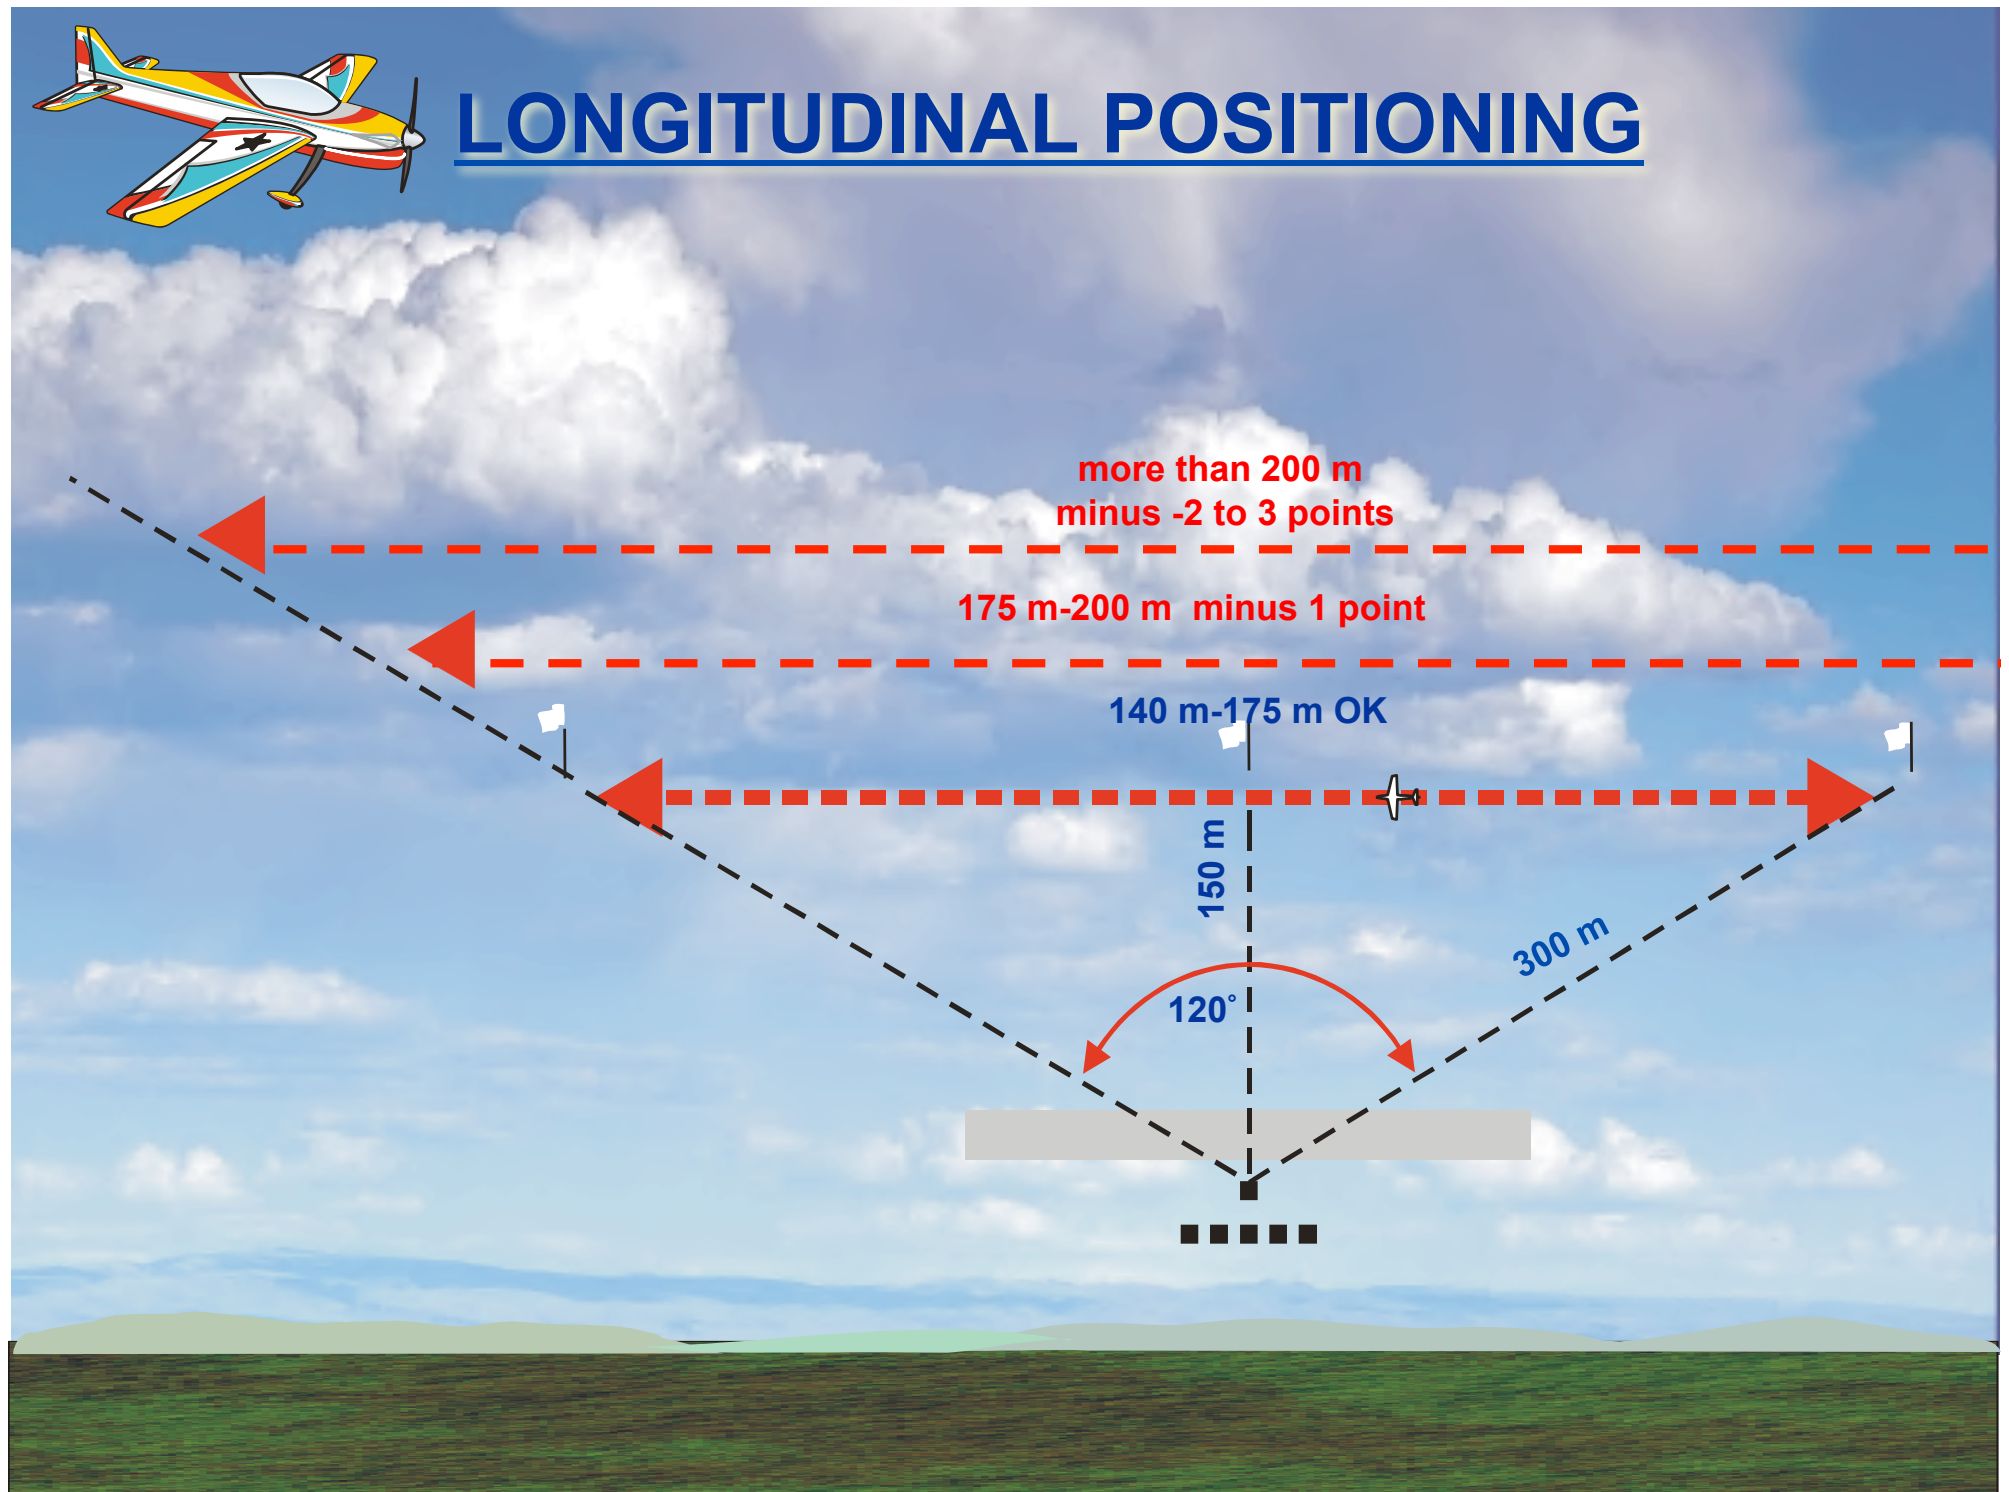 LONGITUDINAL POSITIONING
more than 200 m
minus -2 to 3 points
175 m-200 m  minus 1 point
140 m-175 m OK
150 m
300 m
120°